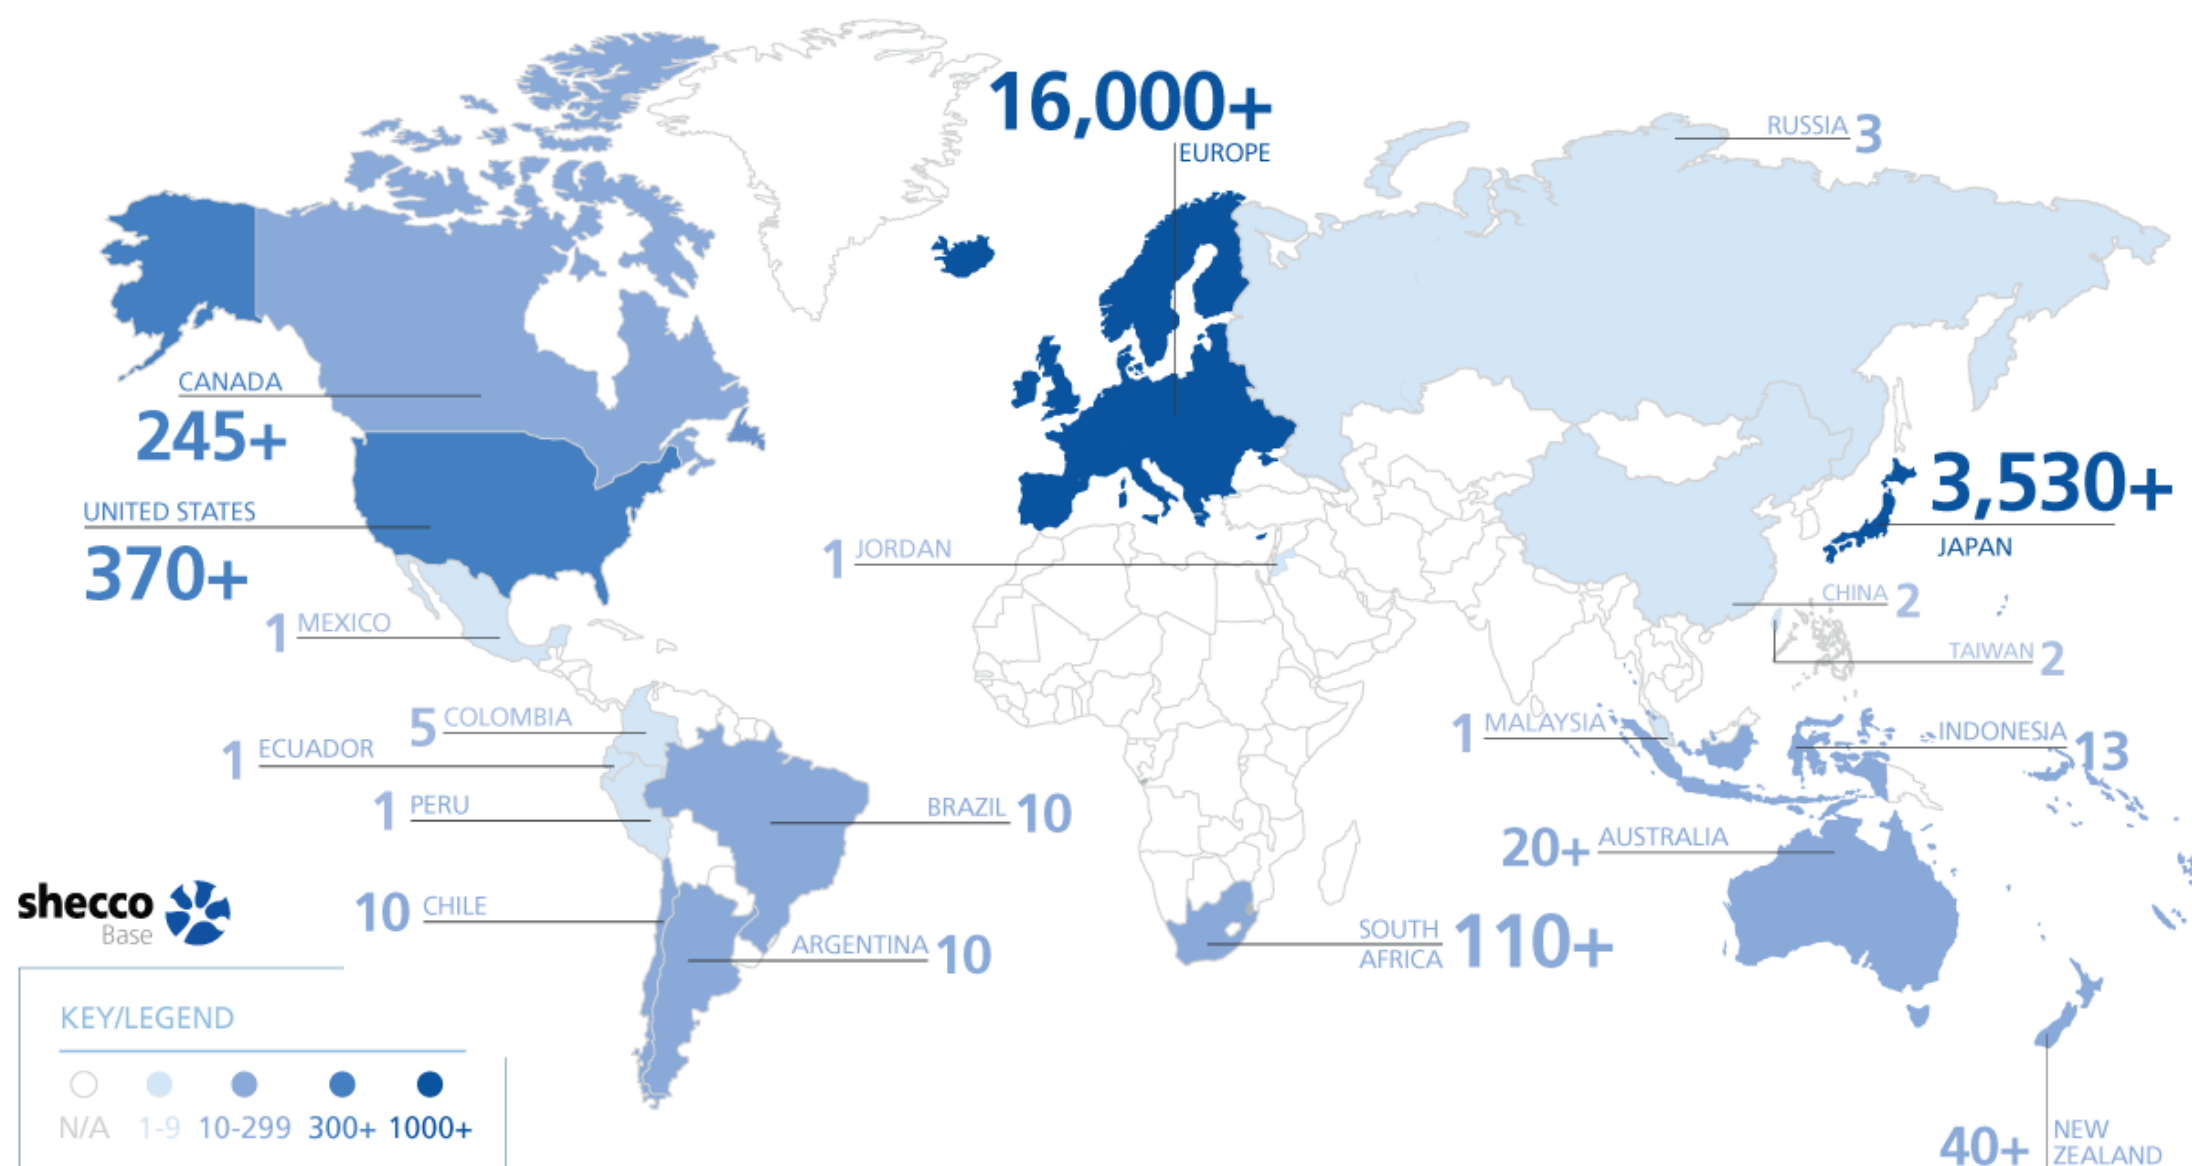 16,000+
EUROPE
RUSSIA 3
CANADA
245+
UNITED STATES
370+
1 MEXICO
1 JORDAN
3,530+
JAPAN
CHINA 2
TAIWAN 2
5 COLOMBIA
1 ECUADOR
1 PERU
BRAZIL 10
1 MALAYSIA
INDONESIA 13
20+ AUSTRALIA
10 CHILE
ARGENTINA 10
SOUTH
AFRICA 110+
40+ NEW
ZEALAND
shecco
Base
KEY/LEGEND
N/A 1-9 10-299 300+ 1000+